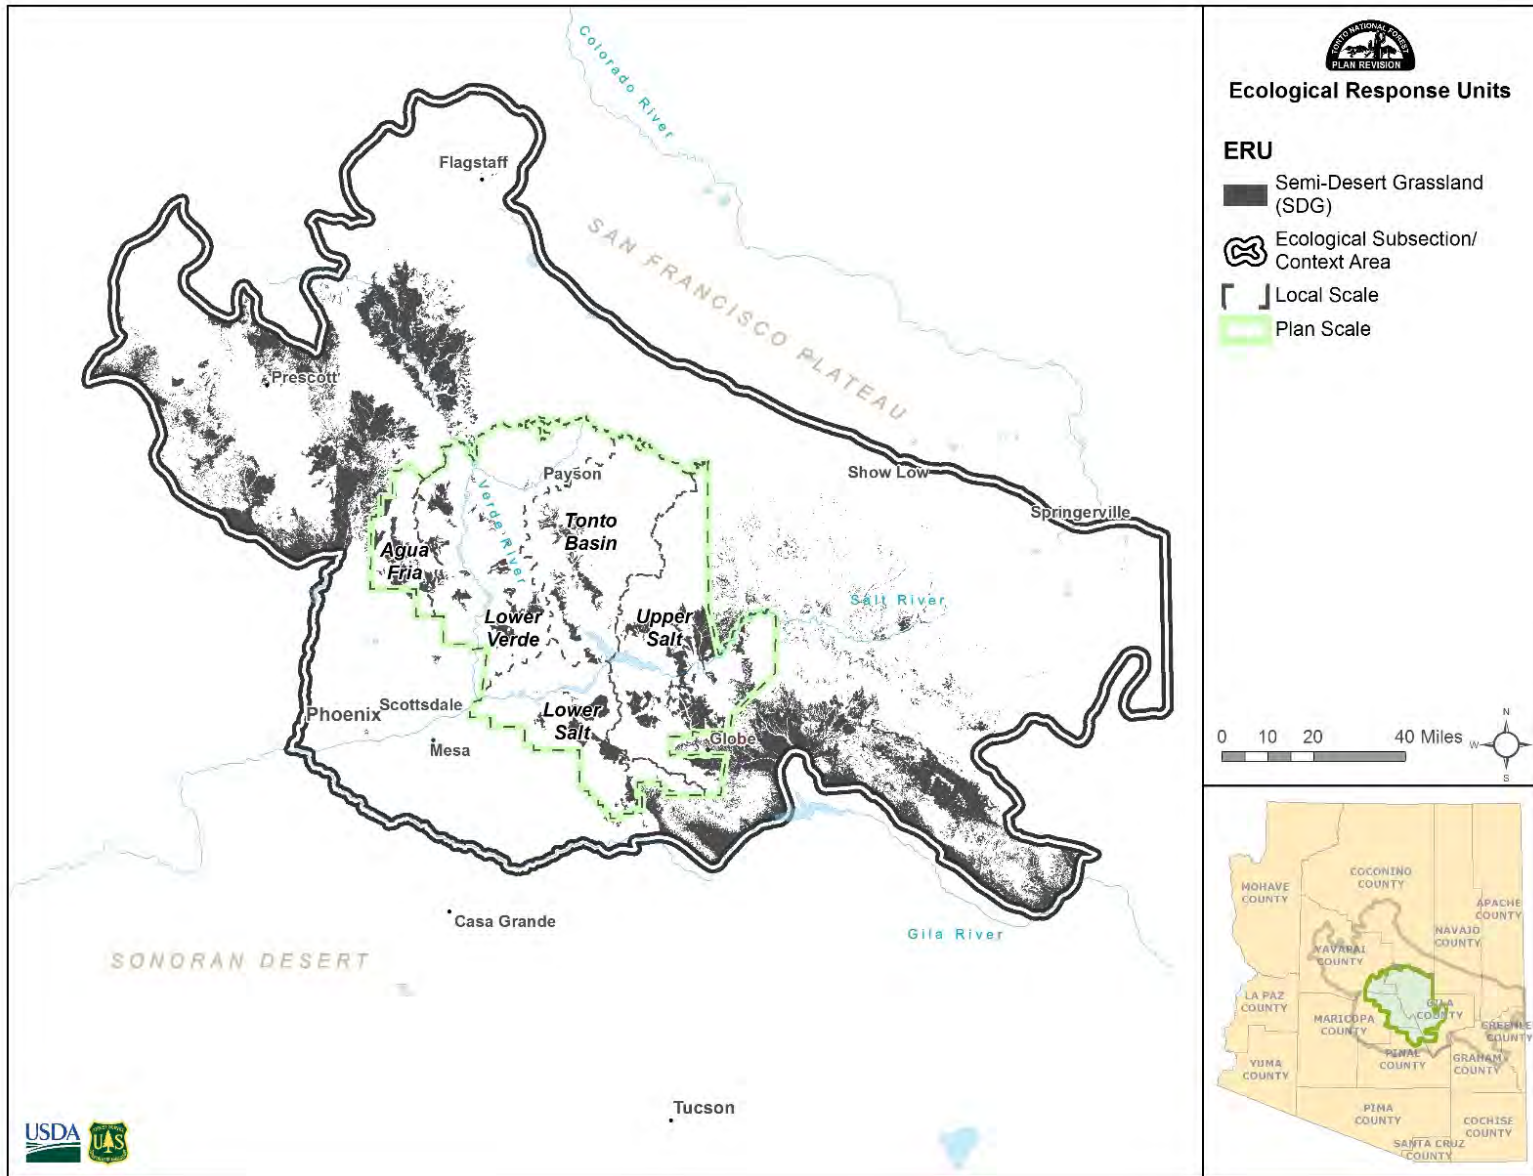 Colorado River
Flagstaff
SAN FRANCISCO PLATEAU
Prescott
Payson
Show Low
Springerville
Verde River
Tonto
Basin
Agua
Fria
Salt River
Lower
Verde
Upper
Salt
Phoenix
Scottsdale
Lower
Salt
Globe
Mesa
Casa Grande
Gila River
SONORAN DESERT
Tucson
USDA
U S
TONTO NATIONAL FOREST
PLAN REVISION
Ecological Response Units
ERU
Semi-Desert Grassland
(SDG)
Ecological Subsection/
Context Area
Local Scale
Plan Scale
0 10 20 40 Miles
N
W
S
COCONINO
COUNTY
MOHAVE
COUNTY
APACHE
COUNTY
NAVAJO
COUNTY
YAVAPAI
COUNTY
LA PAZ
COUNTY
GILA
COUNTY
MARICOPA
COUNTY
GREENLEE
COUNTY
PINAL
COUNTY
GRAHAM
COUNTY
YUMA
COUNTY
PIMA
COUNTY
COCHISE
COUNTY
SANTA CRUZ
COUNTY